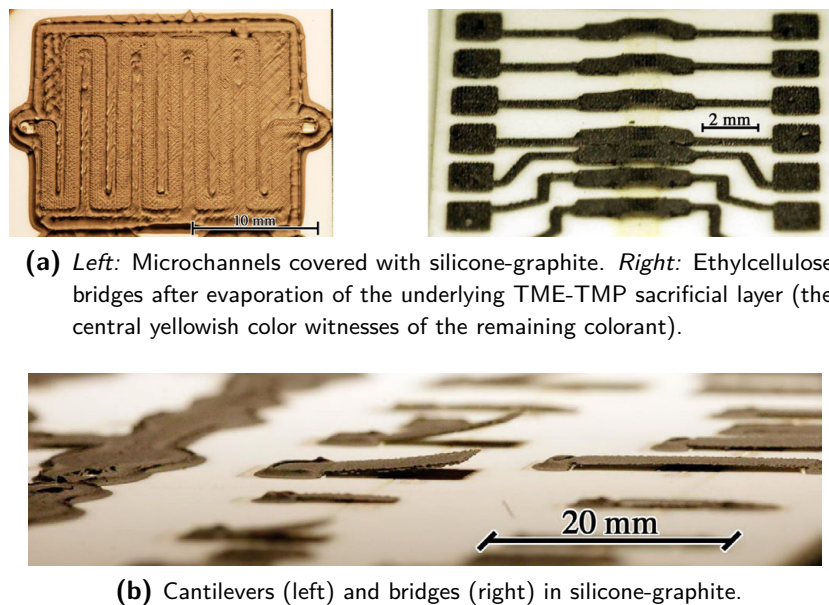 10 mm
2 mm
(a) Left: Microchannels covered with silicone-graphite. Right: Ethylcellulose
bridges after evaporation of the underlying TME-TMP sacrificial layer (the
central yellowish color witnesses of the remaining colorant).
20 mm
(b) Cantilevers (left) and bridges (right) in silicone-graphite.